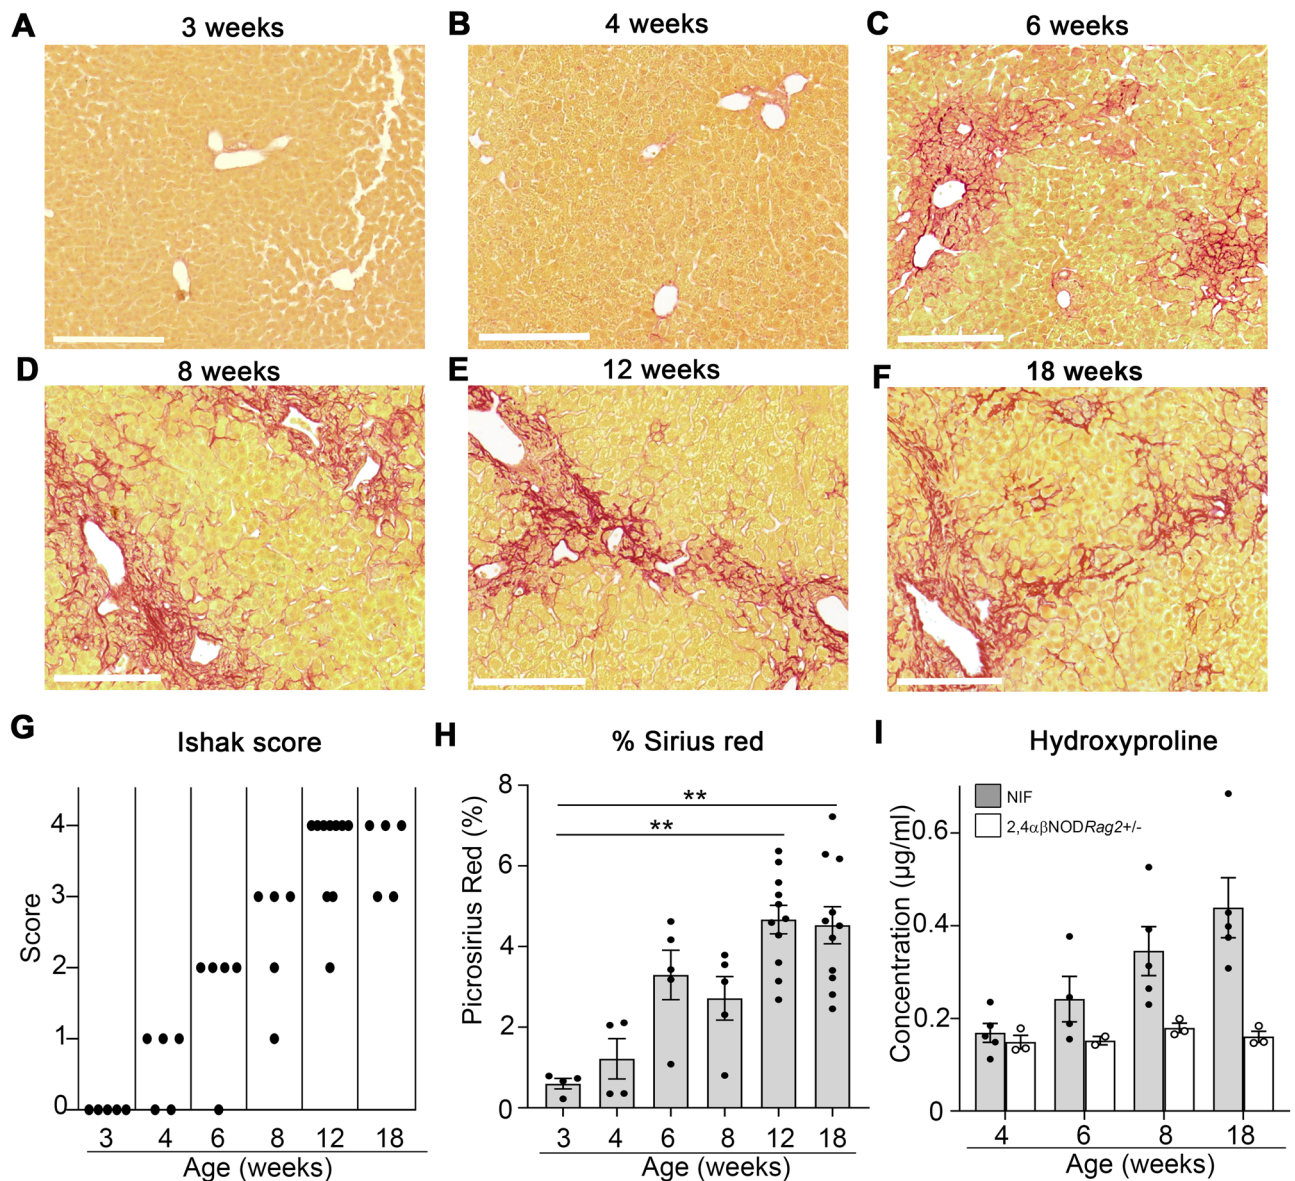 A 3 weeks
B 4 weeks
C 6 weeks
D 8 weeks
E 12 weeks
F 18 weeks
G Ishak score
Score
4
3
2
1
0
3 4 6 8 12 18
Age (weeks)
H % Sirius red
Picrosirius Red (%)
8
6
4
2
0
**
**
3 4 6 8 12 18
Age (weeks)
I Hydroxyproline
NIF
2,4αβNODRag2+/-
Concentration (µg/ml)
0.6
0.4
0.2
0
4 6 8 18
Age (weeks)